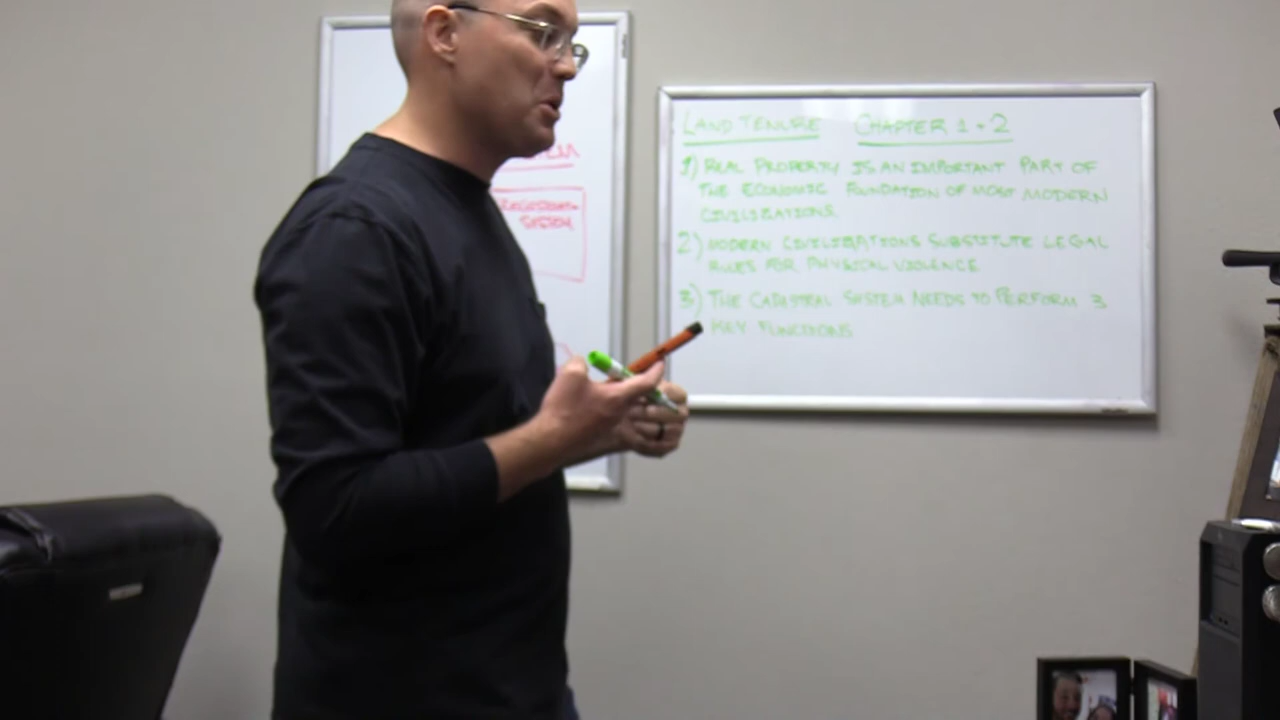 LAND TENURE CHAPTER 1 + 2
1) REAL PROPERTY IS AN IMPORTANT PART OF
THE ECONOMIC FOUNDATION OF MOST MODERN
CIVILIZATIONS.
2) MODERN CIVILIZATIONS SUBSTITUTE LEGAL
RULES FOR PHYSICAL VIOLENCE
3) THE CADASTRAL SYSTEM NEEDS TO PERFORM 3
KEY FUNCTIONS
SYSTEM